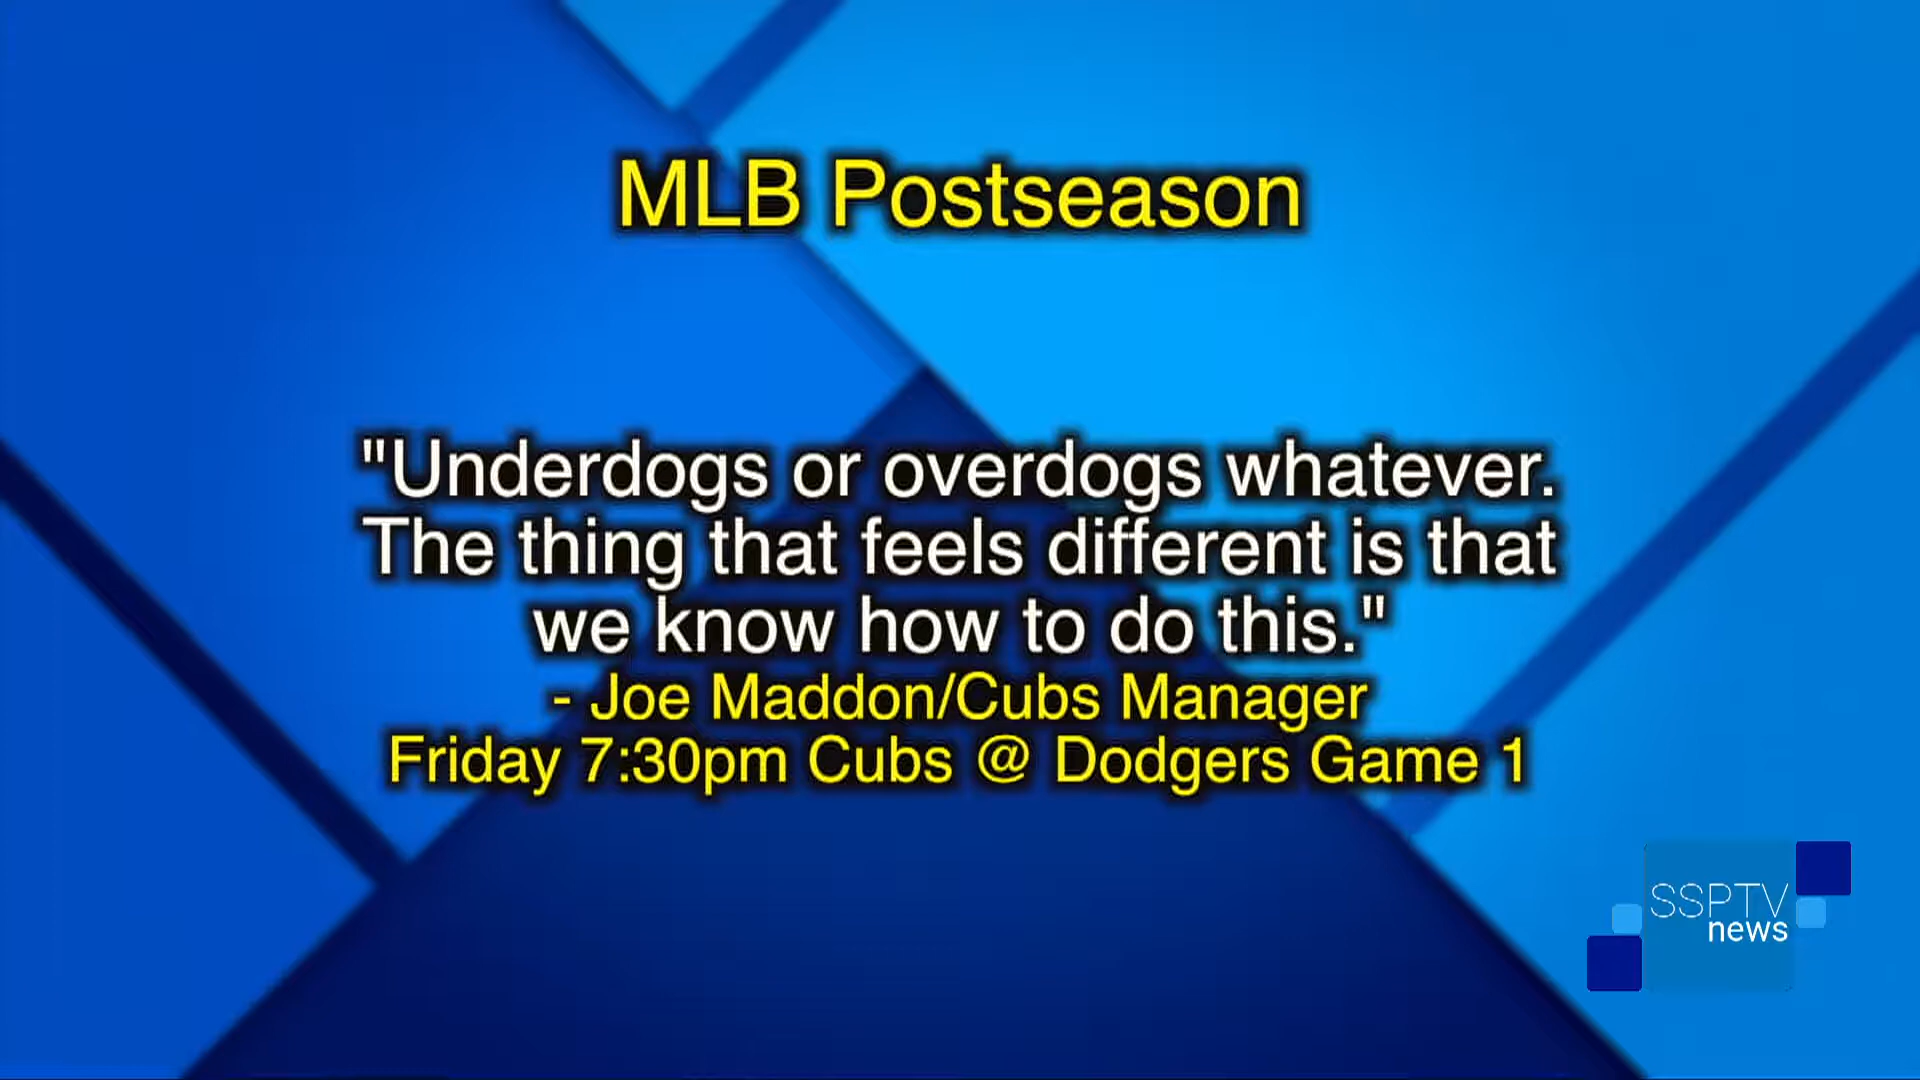 MLB Postseason
"Underdogs or overdogs whatever.
The thing that feels different is that
we know how to do this."
- Joe Maddon/Cubs Manager
Friday 7:30pm Cubs @ Dodgers Game 1
SSPTV
news